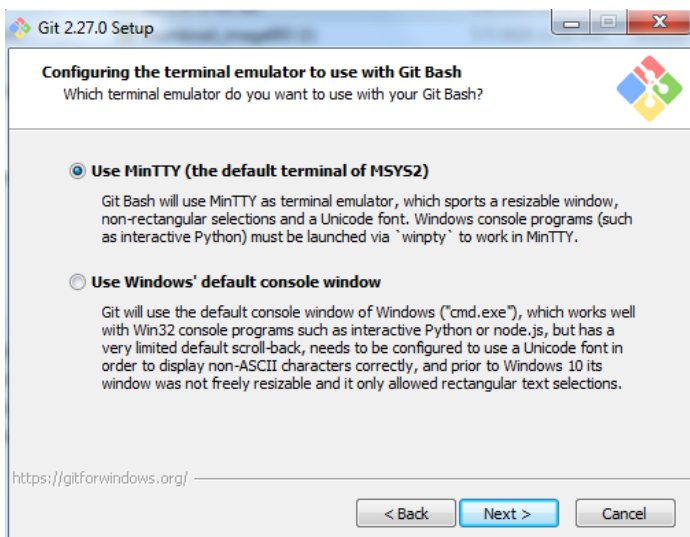 Git 2.27.0 Setup
Configuring the terminal emulator to use with Git Bash
Which terminal emulator do you want to use with your Git Bash?
Use MinTTY (the default terminal of MSYS2)
Git Bash will use MinTTY as terminal emulator, which sports a resizable window,
non-rectangular selections and a Unicode font. Windows console programs (such
as interactive Python) must be launched via `winpty` to work in MinTTY.
Use Windows' default console window
Git will use the default console window of Windows ("cmd.exe"), which works well
with Win32 console programs such as interactive Python or node.js, but has a
very limited default scroll-back, needs to be configured to use a Unicode font in
order to display non-ASCII characters correctly, and prior to Windows 10 its
window was not freely resizable and it only allowed rectangular text selections.
https://gitforwindows.org/
< Back
Next >
Cancel